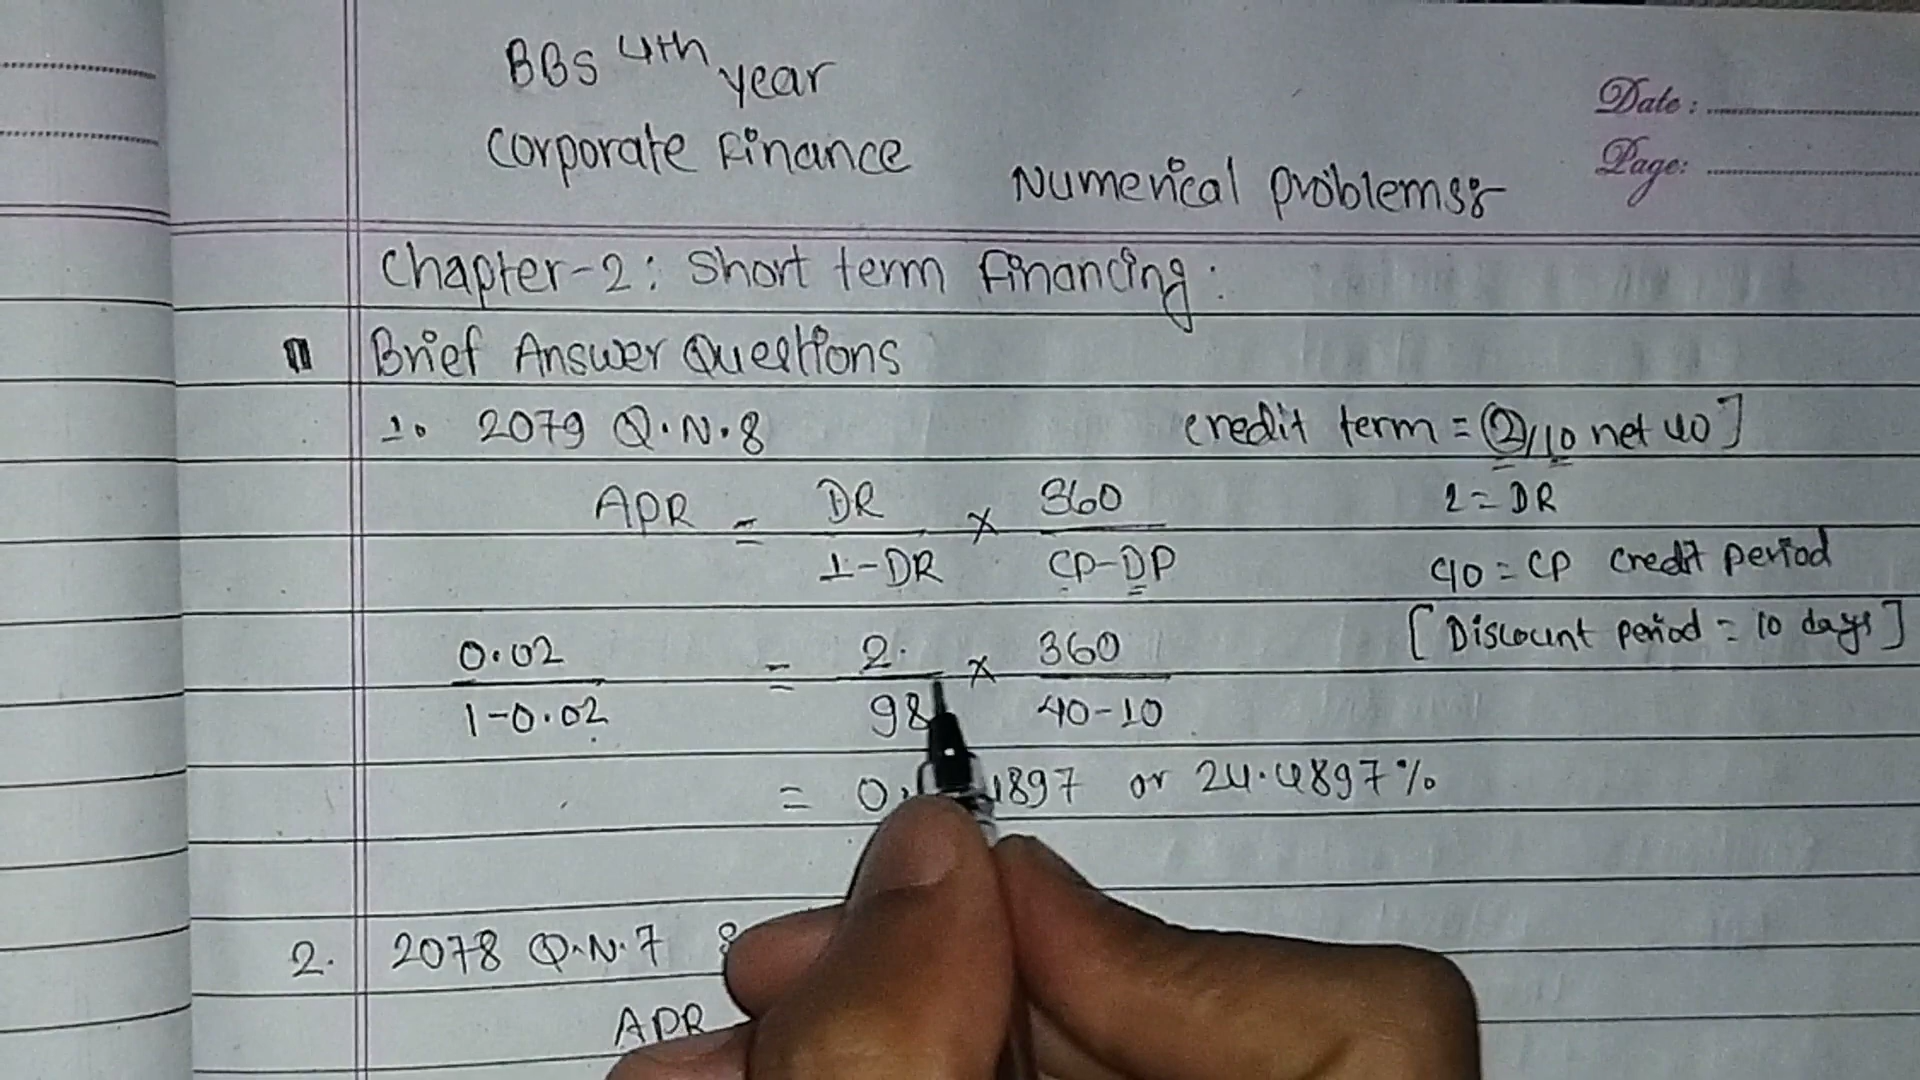 BBS 4th year
Corporate Finance
Numerical problems:-
Date :
Page:
Chapter-2: Short term Financing:
Brief Answer Questions
1. 2079 Q.N.8
credit term = 2/10 net 40]
APR = DR / 1-DR × 360 / CP-DP
2 = DR
40 = CP credit period
[Discount period = 10 days]
0.02 / 1-0.02 = 2. / 98 × 360 / 40-10
or 24.4897%
2. 2078 Q.N.7
APR